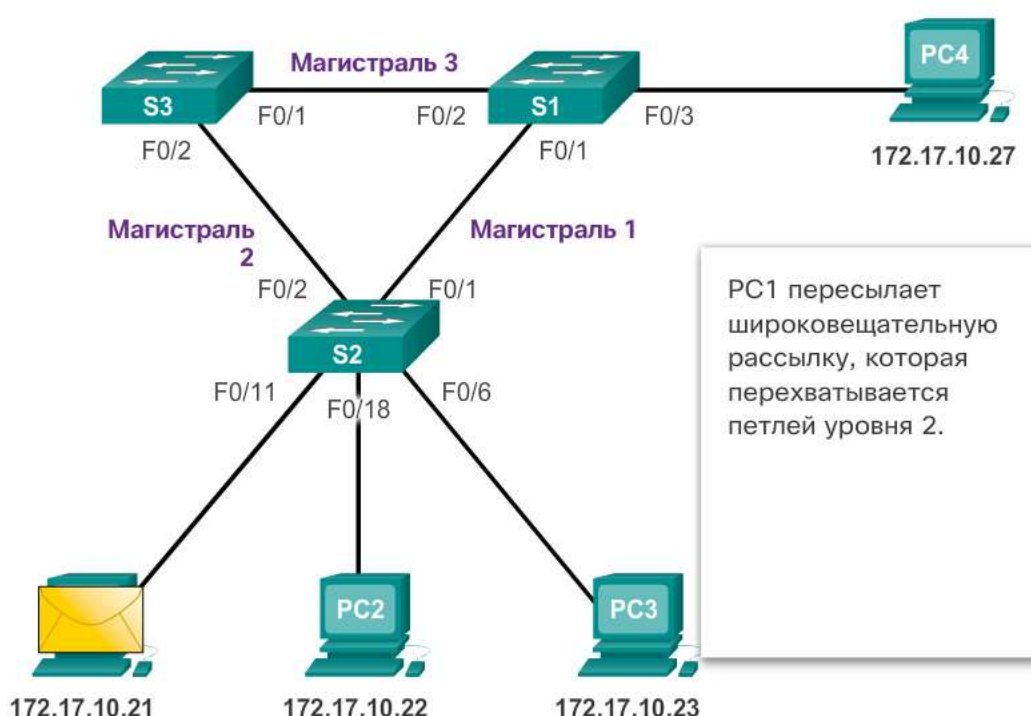 Магистраль 3
PC4
S3
S1
F0/1
F0/2
F0/3
F0/2
F0/1
172.17.10.27
Магистраль
2
Магистраль 1
F0/2
F0/1
S2
F0/11
F0/18
F0/6
PC1 пересылает
широковещательную
рассылку, которая
перехватывается
петлей уровня 2.
PC2
PC3
172.17.10.21
172.17.10.22
172.17.10.23